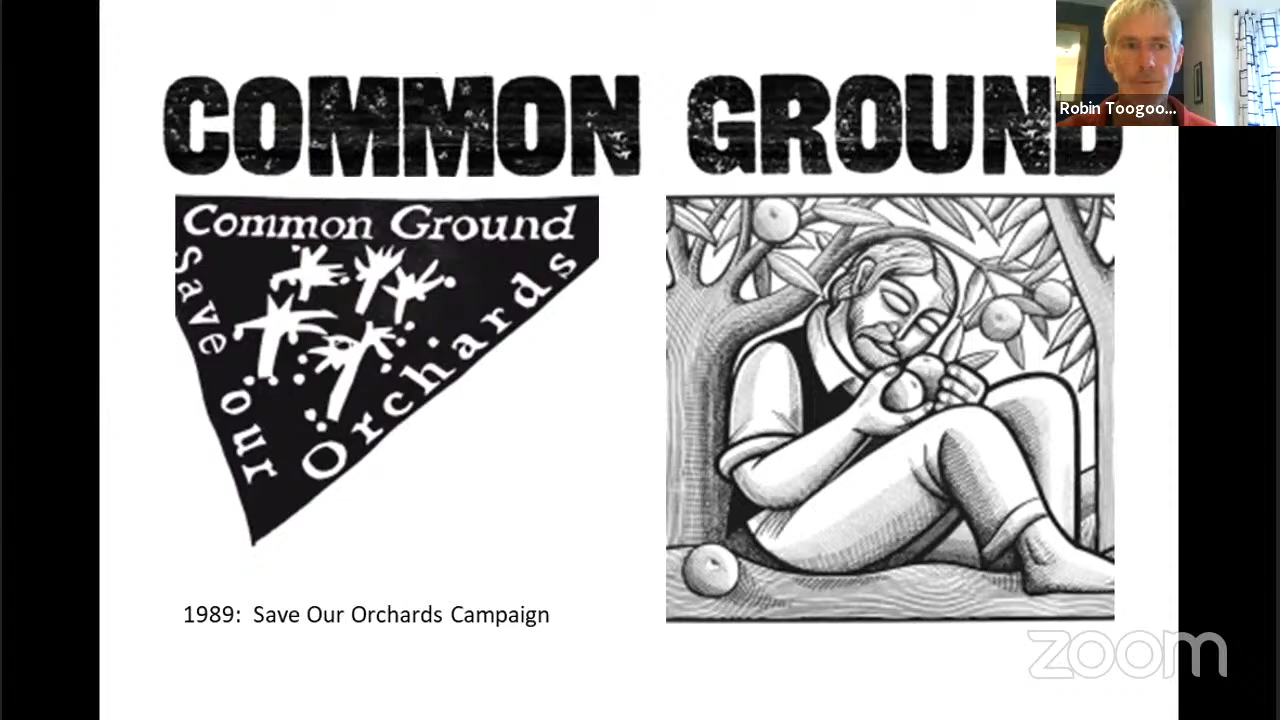 COMMON GROUND
Robin Toogoo...
Common Ground
Save our
Orchards
1989: Save Our Orchards Campaign
zoom